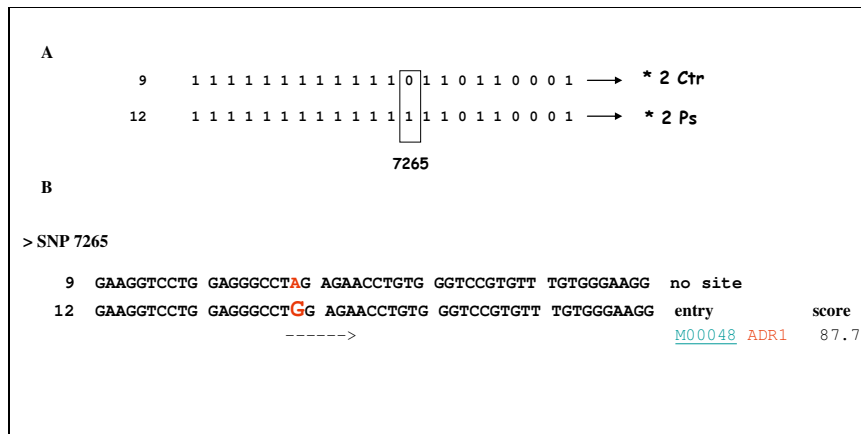 A
9 1 1 1 1 1 1 1 1 1 1 1 1 0 1 1 0 1 1 0 0 0 1 → * 2 Ctr
12 1 1 1 1 1 1 1 1 1 1 1 1 1 1 1 0 1 1 0 0 0 1 → * 2 Ps
7265
B
> SNP 7265
9 GAAGGTCCTG GAGGGCCTAG AGAACCTGTG GGTCCGTGTT TGTGGGAAGG no site
12 GAAGGTCCTG GAGGGCCTGG AGAACCTGTG GGTCCGTGTT TGTGGGAAGG entry score
------> M00048 ADR1 87.7